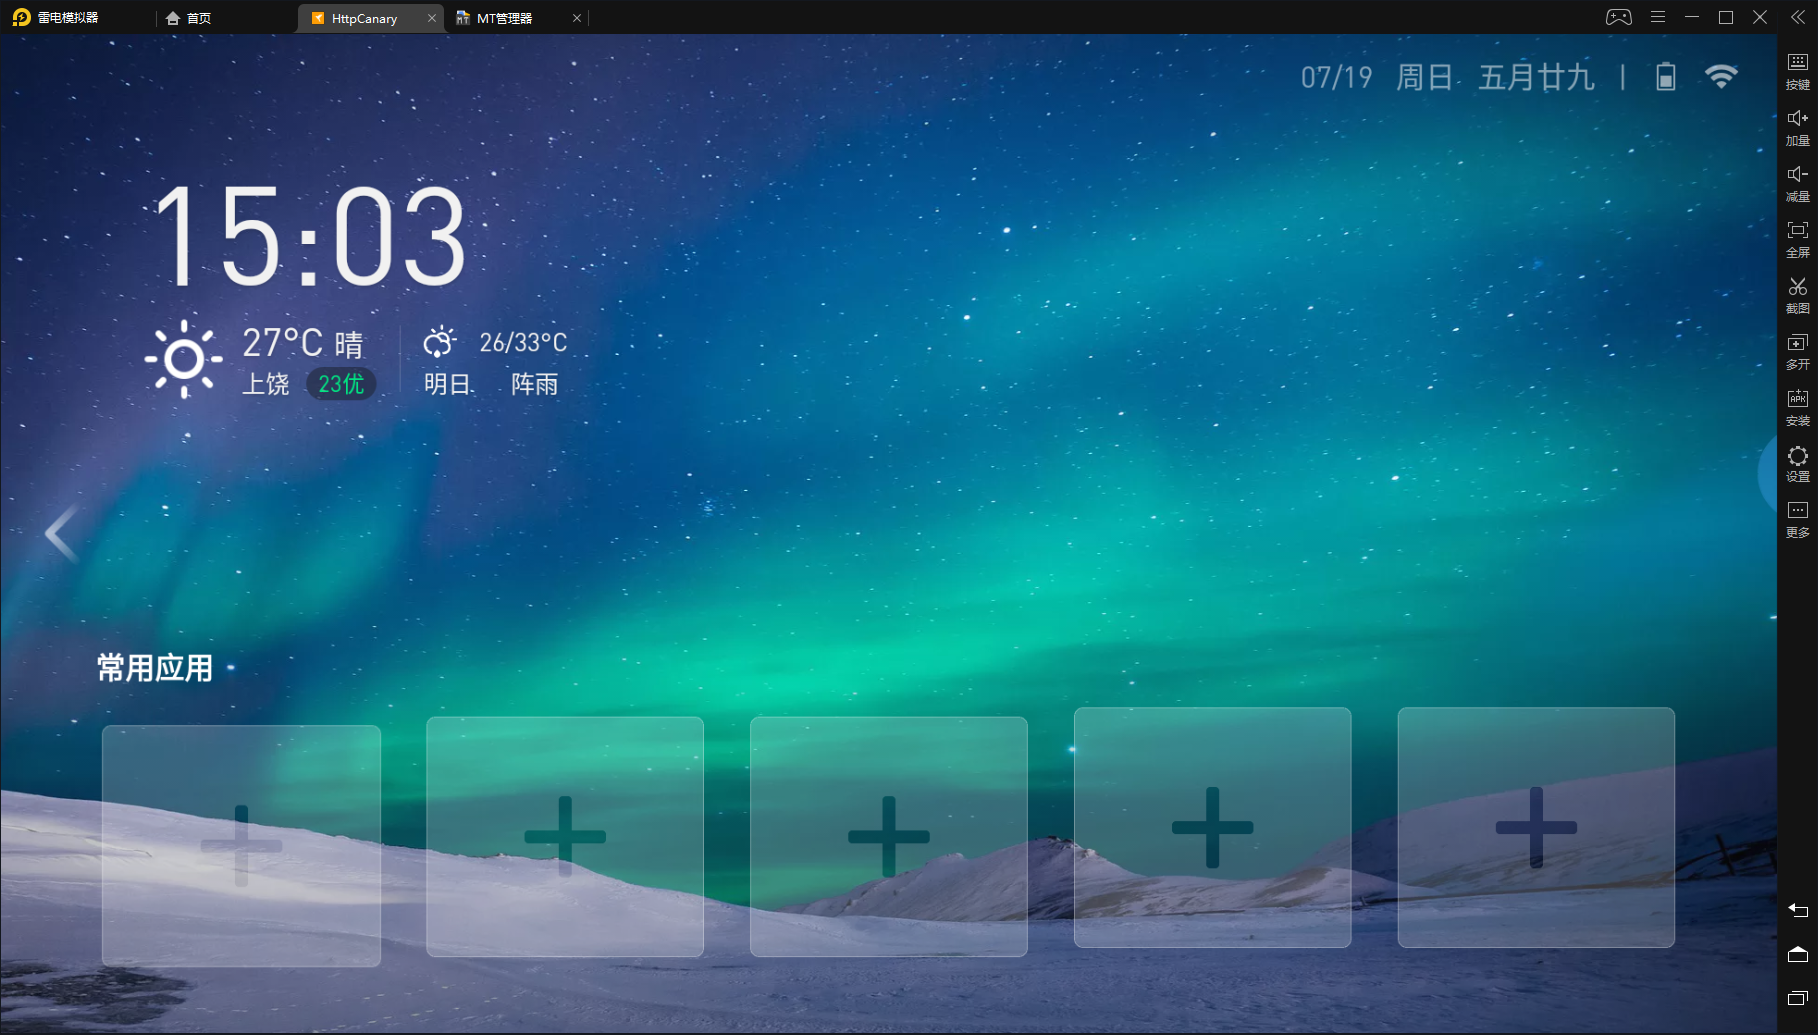 雷电模拟器
首页
HttpCanary
MT管理器
07/19 周日 五月廿九
15:03
27°C 晴
上饶 23优
26/33°C
明日 阵雨
常用应用
按键
加量
减量
全屏
截图
多开
APK
安装
设置
更多